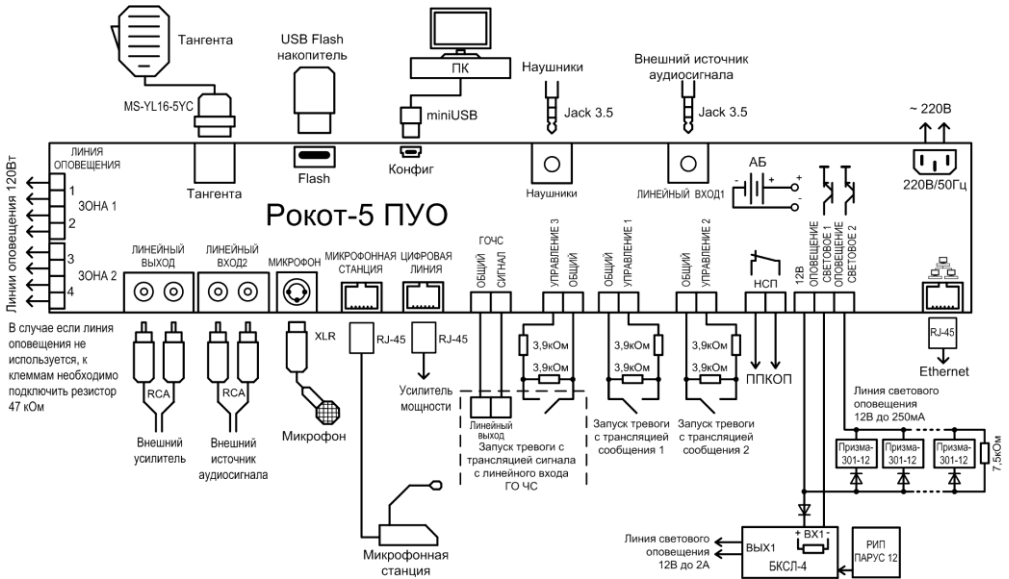 Тангента
MS-YL16-5YC
USB Flash
накопитель
ПК
miniUSB
Наушники
Jack 3.5
Внешний источник
аудиосигнала
Jack 3.5
~ 220В
Линии оповещения 120Вт
ЛИНИЯ
ОПОВЕЩЕНИЯ
1
ЗОНА 1
2
3
ЗОНА 2
4
Тангента
Flash
Конфиг
Наушники
ЛИНЕЙНЫЙ ВХОД1
АБ
- + +
-
220В/50Гц
Рокот-5 ПУО
ЛИНЕЙНЫЙ
ВЫХОД
ЛИНЕЙНЫЙ
ВХОД2
МИКРОФОН
МИКРОФОННАЯ
СТАНЦИЯ
ЦИФРОВАЯ
ЛИНИЯ
ГОЧС
ОБЩИЙ
СИГНАЛ
УПРАВЛЕНИЕ 3
ОБЩИЙ
ОБЩИЙ
УПРАВЛЕНИЕ 1
ОБЩИЙ
УПРАВЛЕНИЕ 2
НСП
12В
ОПОВЕЩЕНИЕ
СВЕТОВОЕ 1
ОПОВЕЩЕНИЕ
СВЕТОВОЕ 2
В случае если линия
оповещения не
используется, к
клеммам необходимо
подключить резистор
47 кОм
RCA
Внешний
усилитель
RCA
Внешний
источник
аудиосигнала
XLR
Микрофон
RJ-45
Микрофонная
станция
RJ-45
Усилитель
мощности
3,9кОм
3,9кОм
Линейный
выход
Запуск тревоги с
трансляцией сигнала
с линейного входа
ГО ЧС
3,9кОм
3,9кОм
Запуск тревоги
с трансляцией
сообщения 1
3,9кОм
3,9кОм
Запуск тревоги
с трансляцией
сообщения 2
ППКОП
RJ-45
Ethernet
Линия светового
оповещения
12В до 250мА
Призма-
301-12
Призма-
301-12
Призма-
301-12
7,5кОм
Линия светового
оповещения
12В до 2А
ВЫХ1
+ ВХ1 -
БКСЛ-4
РИП
ПАРУС 12